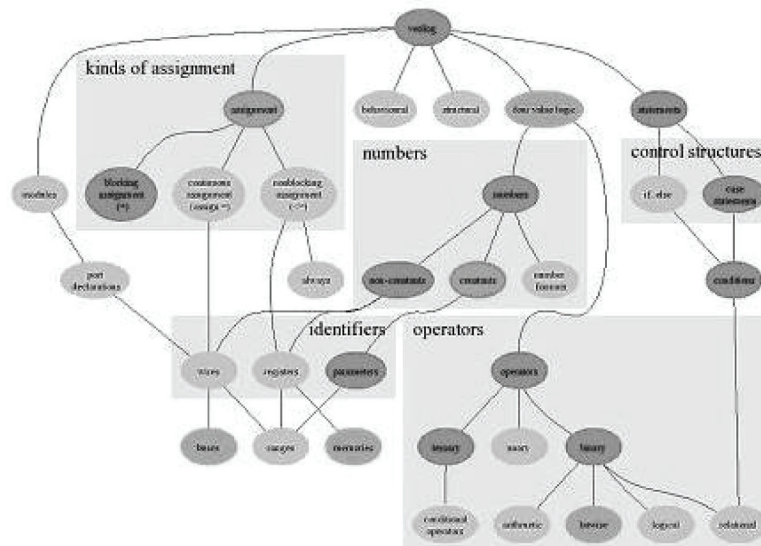 verilog
kinds of assignment
assignment
behavioural
structural
four value logic
statements
numbers
control structures
modules
blocking
assignment
(=)
continuous
assignment
(assign =)
nonblocking
assignment
(<=)
numbers
if..else
case
statements
port
declarations
always
non-constants
constants
number
formats
conditions
identifiers
operators
wires
registers
parameters
operators
buses
ranges
memories
ternary
unary
binary
conditional
operators
arithmetic
bitwise
logical
relational